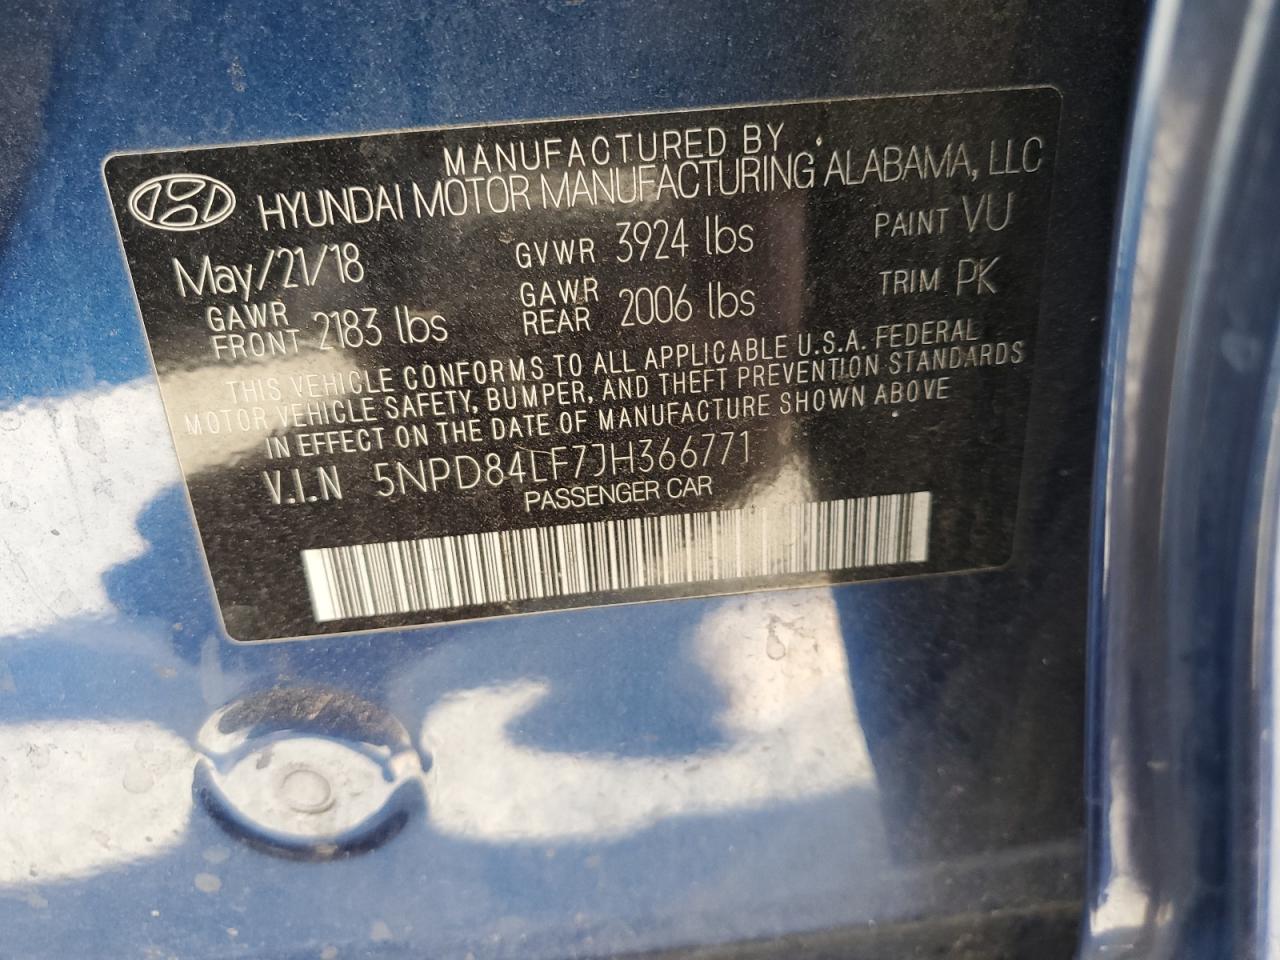 MANUFACTURED BY
HYUNDAI MOTOR MANUFACTURING ALABAMA, LLC
May/21/18 GVWR 3924 lbs PAINT VU
GAWR FRONT 2183 lbs GAWR REAR 2006 lbs TRIM PK
THIS VEHICLE CONFORMS TO ALL APPLICABLE U.S.A. FEDERAL
MOTOR VEHICLE SAFETY, BUMPER, AND THEFT PREVENTION STANDARDS
IN EFFECT ON THE DATE OF MANUFACTURE SHOWN ABOVE
V.I.N 5NPD84LF7JH366771
PASSENGER CAR